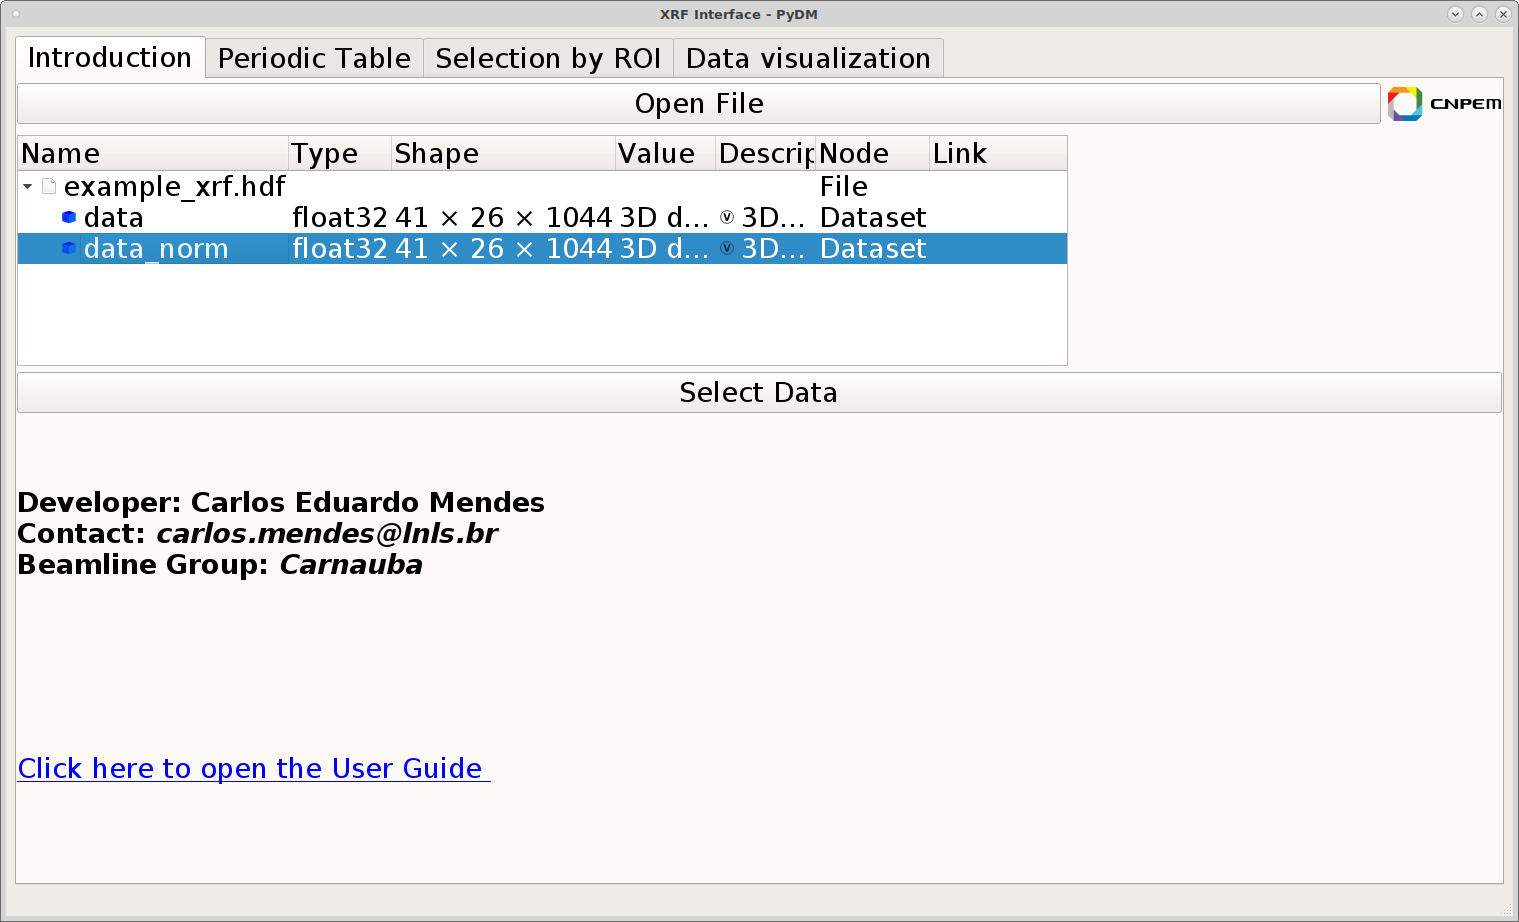 XRF Interface - PyDM
Introduction Periodic Table Selection by ROI Data visualization
Open File CNPEM
Name Type Shape Value Descrip Node Link
example_xrf.hdf File
data float32 41 × 26 × 1044 3D d... V 3D... Dataset
data_norm float32 41 × 26 × 1044 3D d... V 3D... Dataset
Select Data
Developer: Carlos Eduardo Mendes
Contact: carlos.mendes@lnls.br
Beamline Group: Carnauba
Click here to open the User Guide